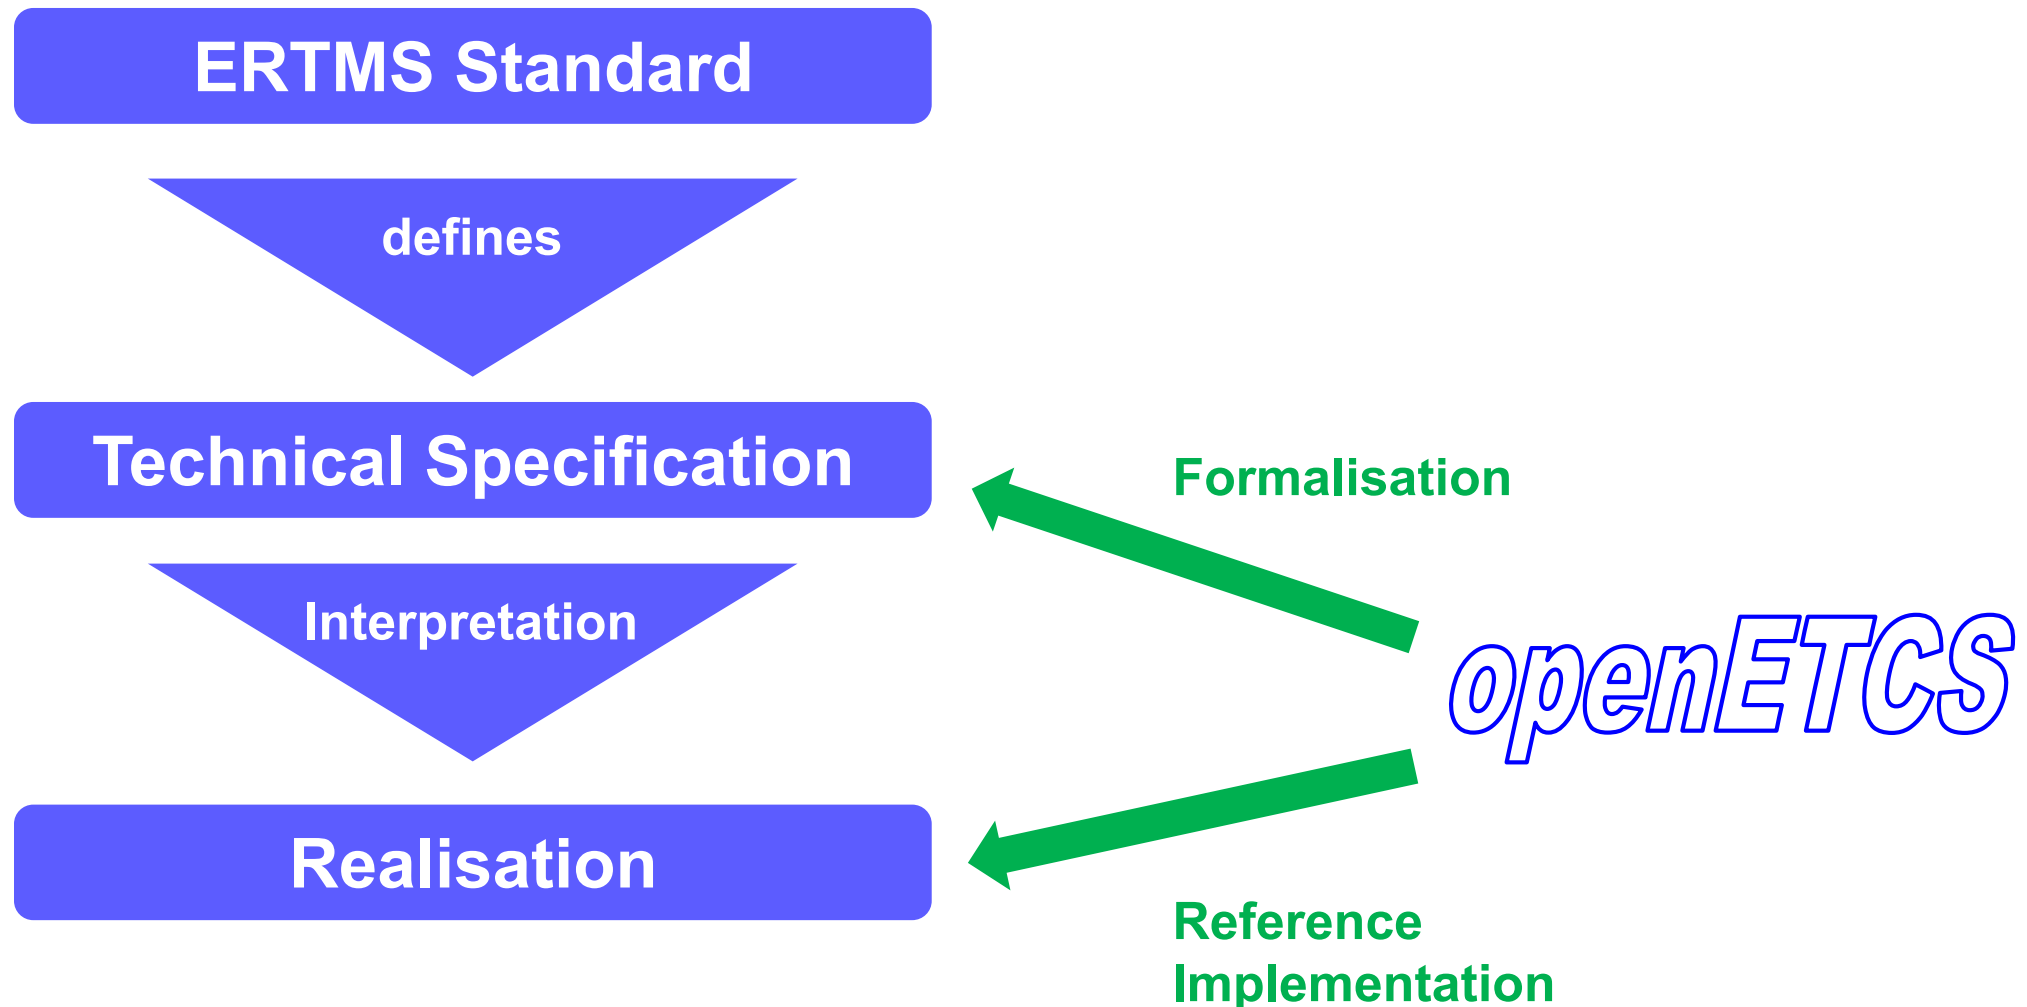 ERTMS Standard
defines
Technical Specification
Formalisation
Interpretation
openETCS
Realisation
Reference
Implementation